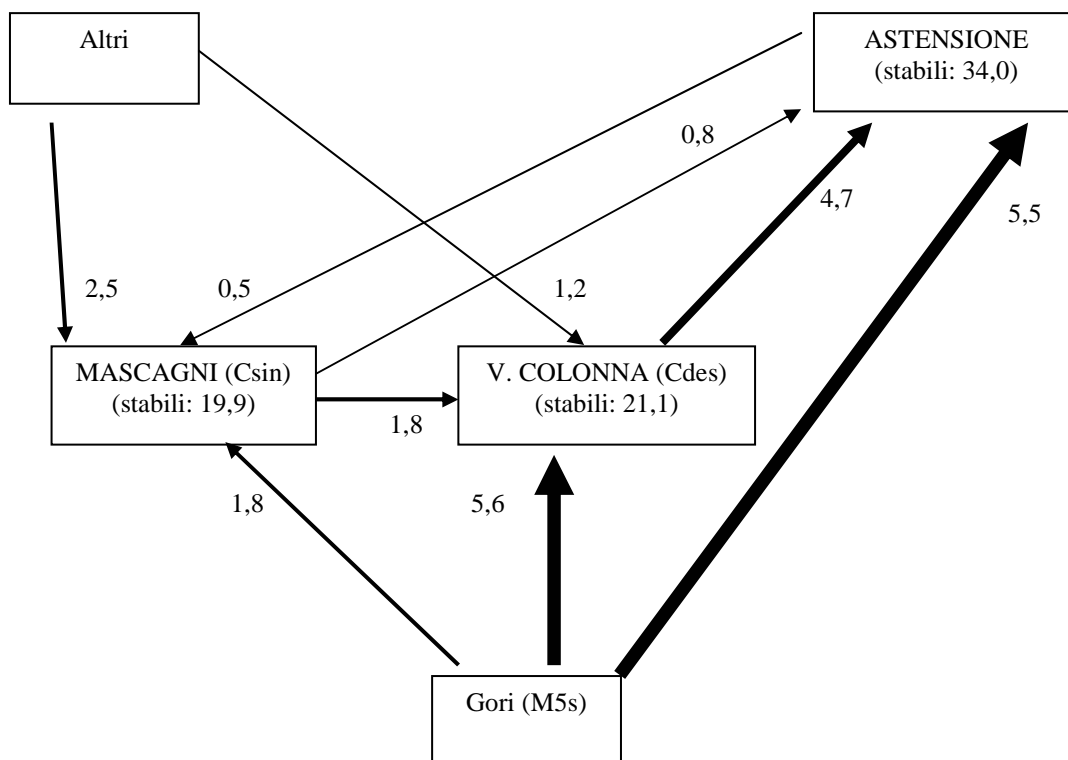 Altri
ASTENSIONE
(stabili: 34,0)
0,8
4,7
5,5
2,5
0,5
1,2
MASCAGNI (Csin)
(stabili: 19,9)
V. COLONNA (Cdes)
(stabili: 21,1)
1,8
1,8
5,6
Gori (M5s)